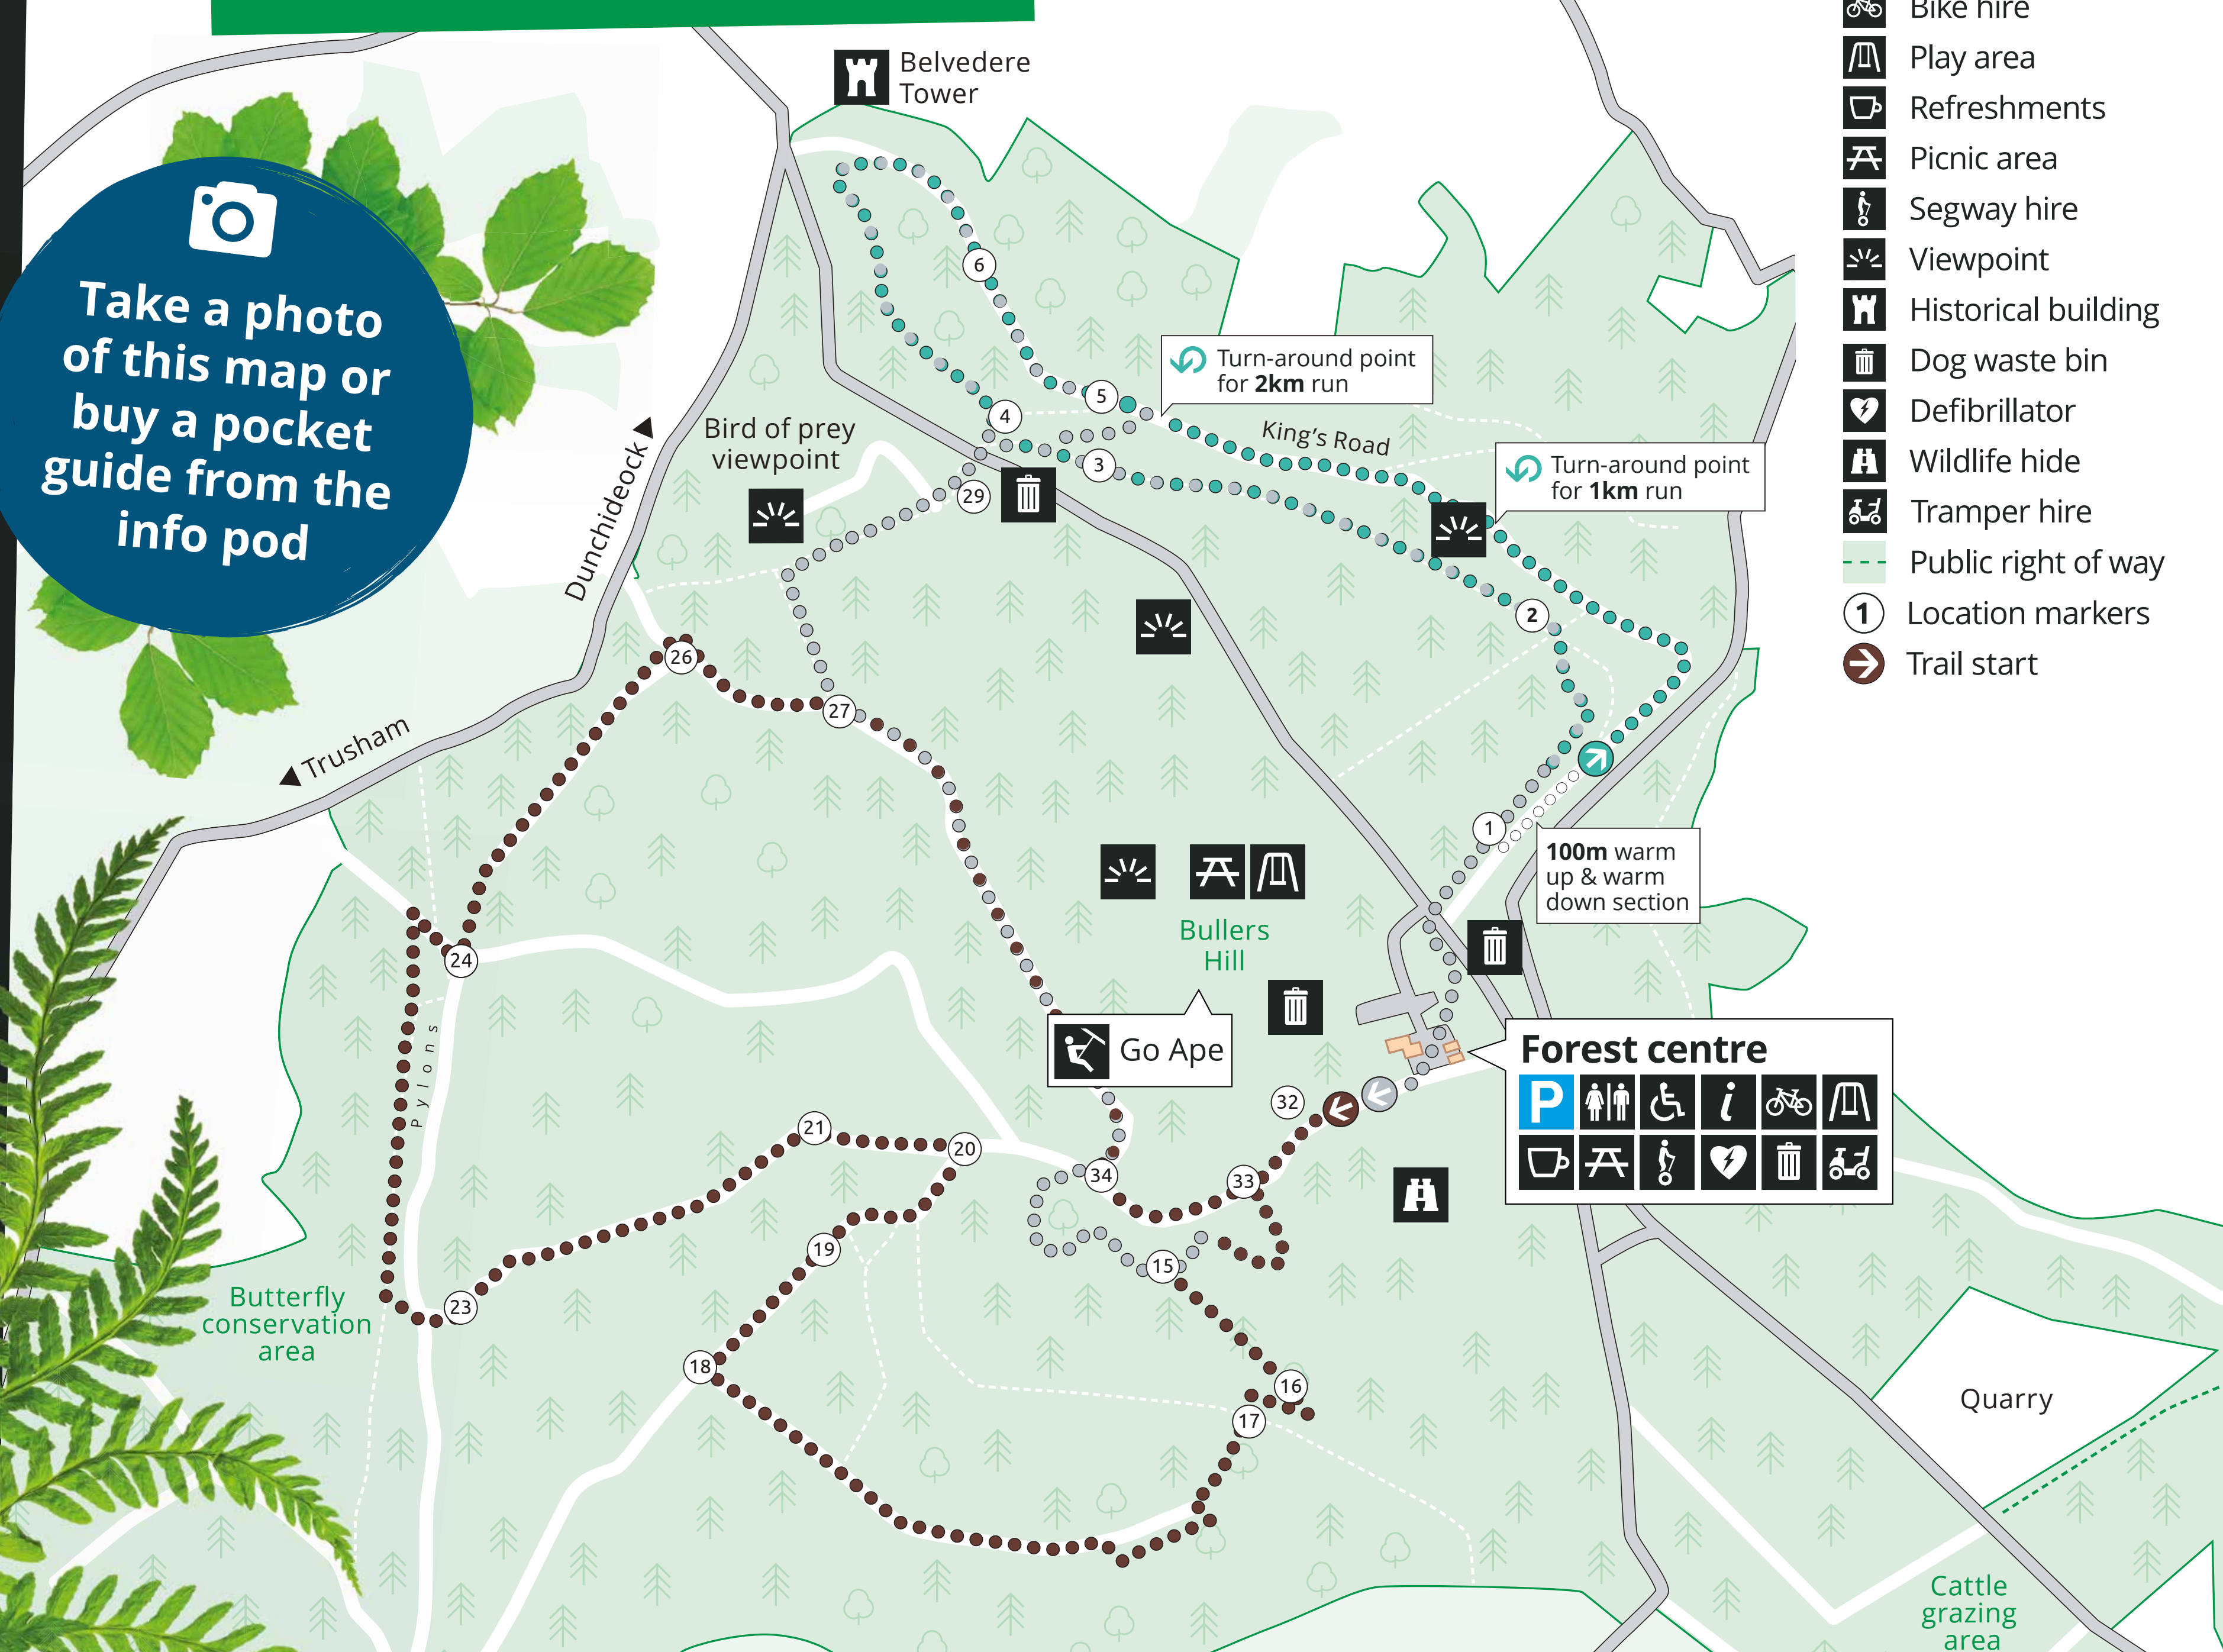 Take a photo
of this map or
buy a pocket
guide from the
info pod
Belvedere
Tower
Bike hire
Play area
Refreshments
Picnic area
Segway hire
Viewpoint
Historical building
Dog waste bin
Defibrillator
Wildlife hide
Tramper hire
Public right of way
1 Location markers
Trail start
6
Turn-around point
for 2km run
5
4
King's Road
Bird of prey
viewpoint
3
Turn-around point
for 1km run
29
Dunchideock
2
26
27
Trusham
1
100m warm
up & warm
down section
Bullers
Hill
24
Go Ape
Pylons
Forest centre
P
i
32
21
20
34
33
19
15
23
Butterfly
conservation
area
18
16
17
Quarry
Cattle
grazing
area